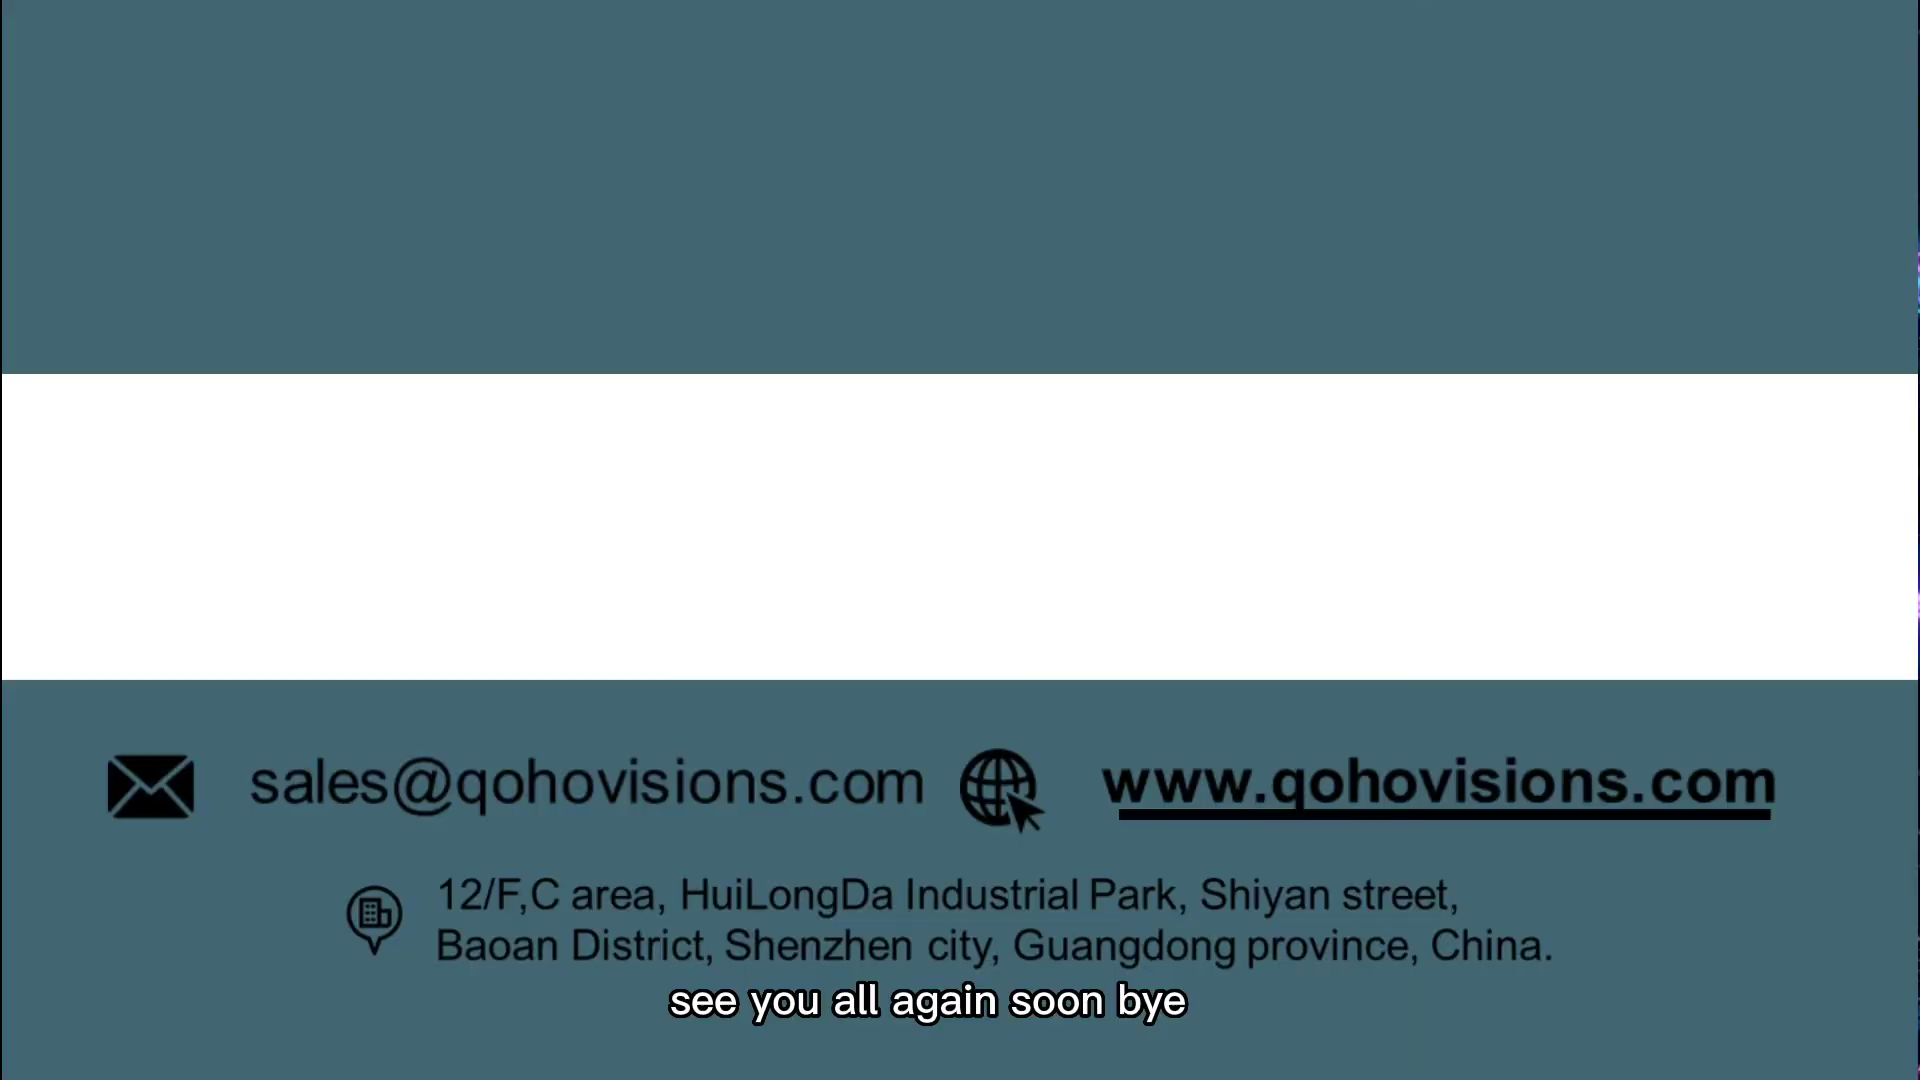 sales@qohovisions.com
www.qohovisions.com
12/F,C area, HuiLongDa Industrial Park, Shiyan street,
Baoan District, Shenzhen city, Guangdong province, China.
see you all again soon bye